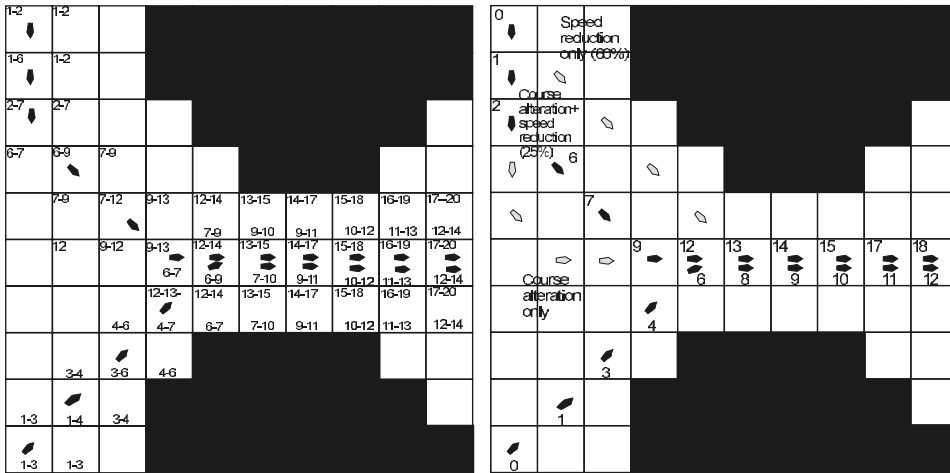 1-2 1-2
1-6 1-2
2-7 2-7
6-7 6-9 7-9
7-9 7-12 9-13 12-14 13-15 14-17 15-18 16-19 17--20
7-9 9-10 9-11 10-12 11-13 12-14
12 9-12 9-13 12-14 13-15 14-17 15-18 16-19 17-20
6-7 6-9 7-10 9-11 10-12 11-13 12-14
12-13- 12-14 13-15 14-17 15-18 16-19 17-20
4-6 4-7 6-7 7-10 9-11 10-12 11-13 12-14
3-4 3-6 4-6
1-3 1-4 3-4
1-3 1-3
0
Speed
reduction
only (60%)
1
2
Course
alteration+
speed
reduction
(25%)
6
7
9 12 13 14 15 17 18
6 8 9 10 11 12
Course
alteration
only
4
3
1
0